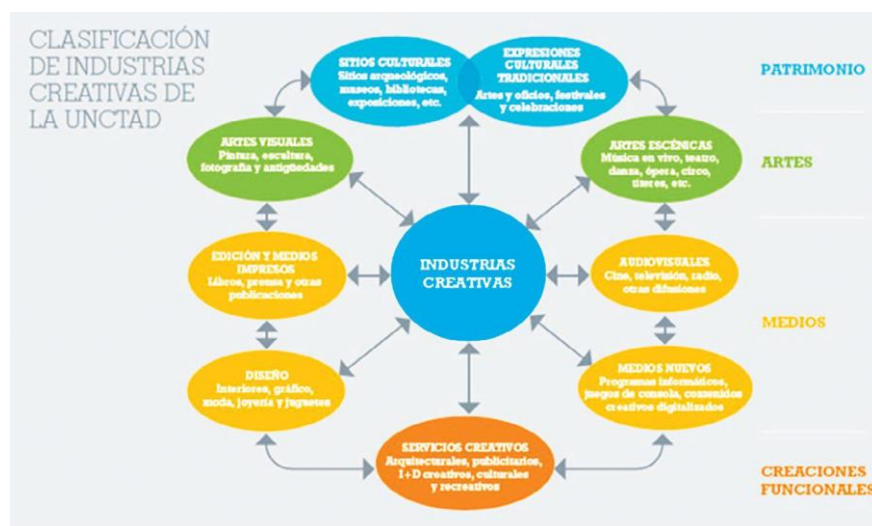 CLASIFICACIÓN
DE INDUSTRIAS
CREATIVAS DE
LA UNCTAD
SITIOS CULTURALES
Sitios arqueológicos,
museos, bibliotecas,
exposiciones, etc.
EXPRESIONES
CULTURALES
TRADICIONALES
Artes y oficios, festivales
y celebraciones
PATRIMONIO
ARTES VISUALES
Pintura, escultura,
fotografía y antigüedades
ARTES ESCÉNICAS
Música en vivo, teatro,
danza, ópera, circo,
títeres, etc.
ARTES
EDICIÓN Y MEDIOS
IMPRESOS
Libros, prensa y otras
publicaciones
INDUSTRIAS
CREATIVAS
AUDIOVISUALES
Cine, televisión, radio,
otras difusiones
MEDIOS
DISEÑO
Interiores, gráfico,
moda, joyería y juguetes
MEDIOS NUEVOS
Programas informáticos,
juegos de consola, contenidos
creativos digitalizados
SERVICIOS CREATIVOS
Arquitecturales, publicitarios,
I+D creativos, culturales
y recreativos
CREACIONES
FUNCIONALES